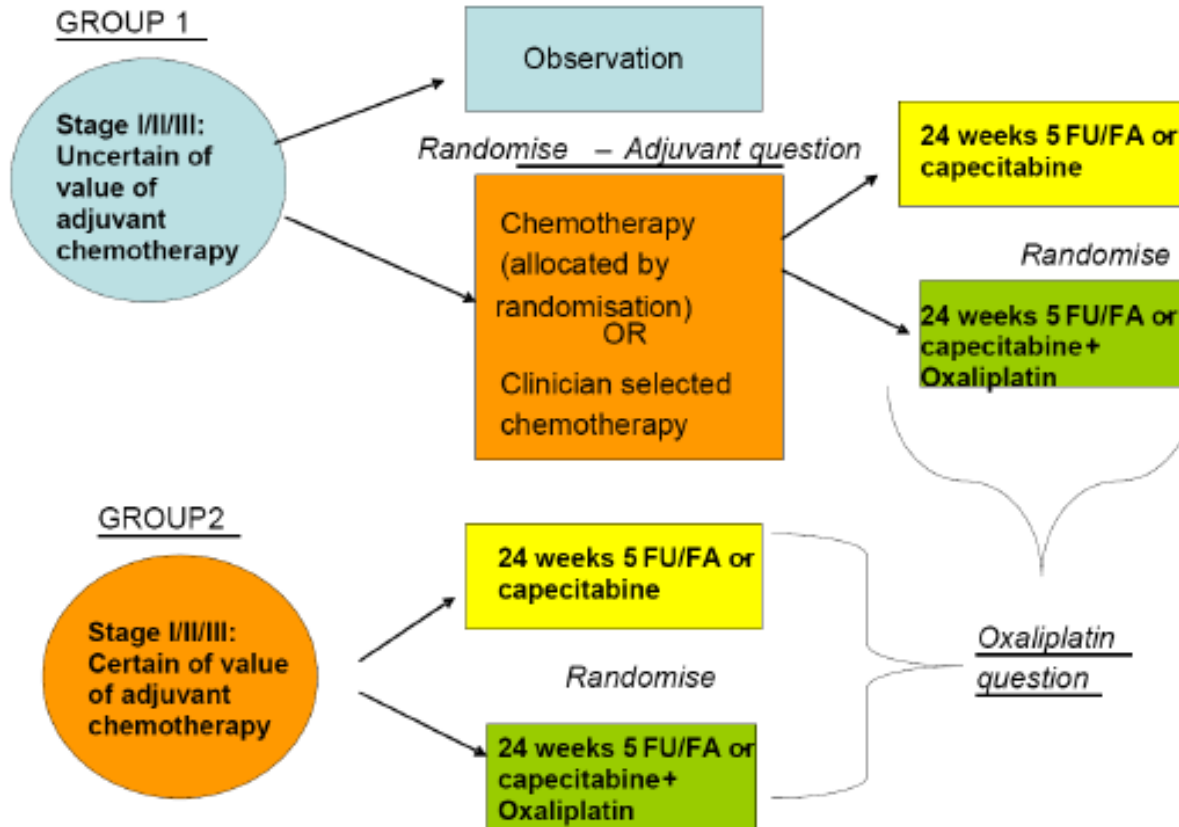 GROUP 1
Stage I/II/III:
Uncertain of
value of
adjuvant
chemotherapy
Observation
Randomise – Adjuvant question
Chemotherapy
(allocated by
randomisation)
OR
Clinician selected
chemotherapy
24 weeks 5 FU/FA or
capecitabine
Randomise
24 weeks 5 FU/FA or
capecitabine+
Oxaliplatin
GROUP2
Stage I/II/III:
Certain of value
of adjuvant
chemotherapy
24 weeks 5 FU/FA or
capecitabine
Randomise
24 weeks 5 FU/FA or
capecitabine+
Oxaliplatin
Oxaliplatin
question